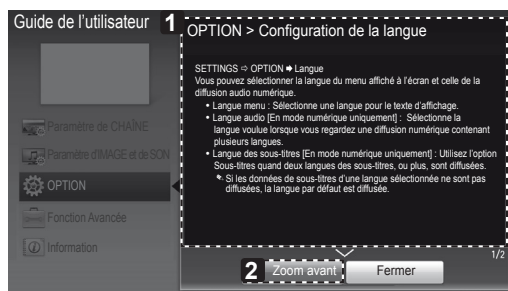 Guide de l'utilisateur
1
OPTION > Configuration de la langue
SETTINGS ⇨ OPTION ➡ Langue
Vous pouvez sélectionner la langue du menu affiché à l'écran et celle de la
diffusion audio numérique.
• Langue menu : Sélectionne une langue pour le texte d'affichage.
• Langue audio [En mode numérique uniquement] : Sélectionne la
langue voulue lorsque vous regardez une diffusion numérique contenant
plusieurs langues.
• Langue des sous-titres [En mode numérique uniquement] : Utilisez l'option
Sous-titres quand deux langues des sous-titres, ou plus, sont diffusées.
Si les données de sous-titres d'une langue sélectionnée ne sont pas
diffusées, la langue par défaut est diffusée.
Paramètre de CHAÎNE
Paramètre d'IMAGE et de SON
OPTION
Fonction Avancée
Information
1/2
2
Zoom avant
Fermer